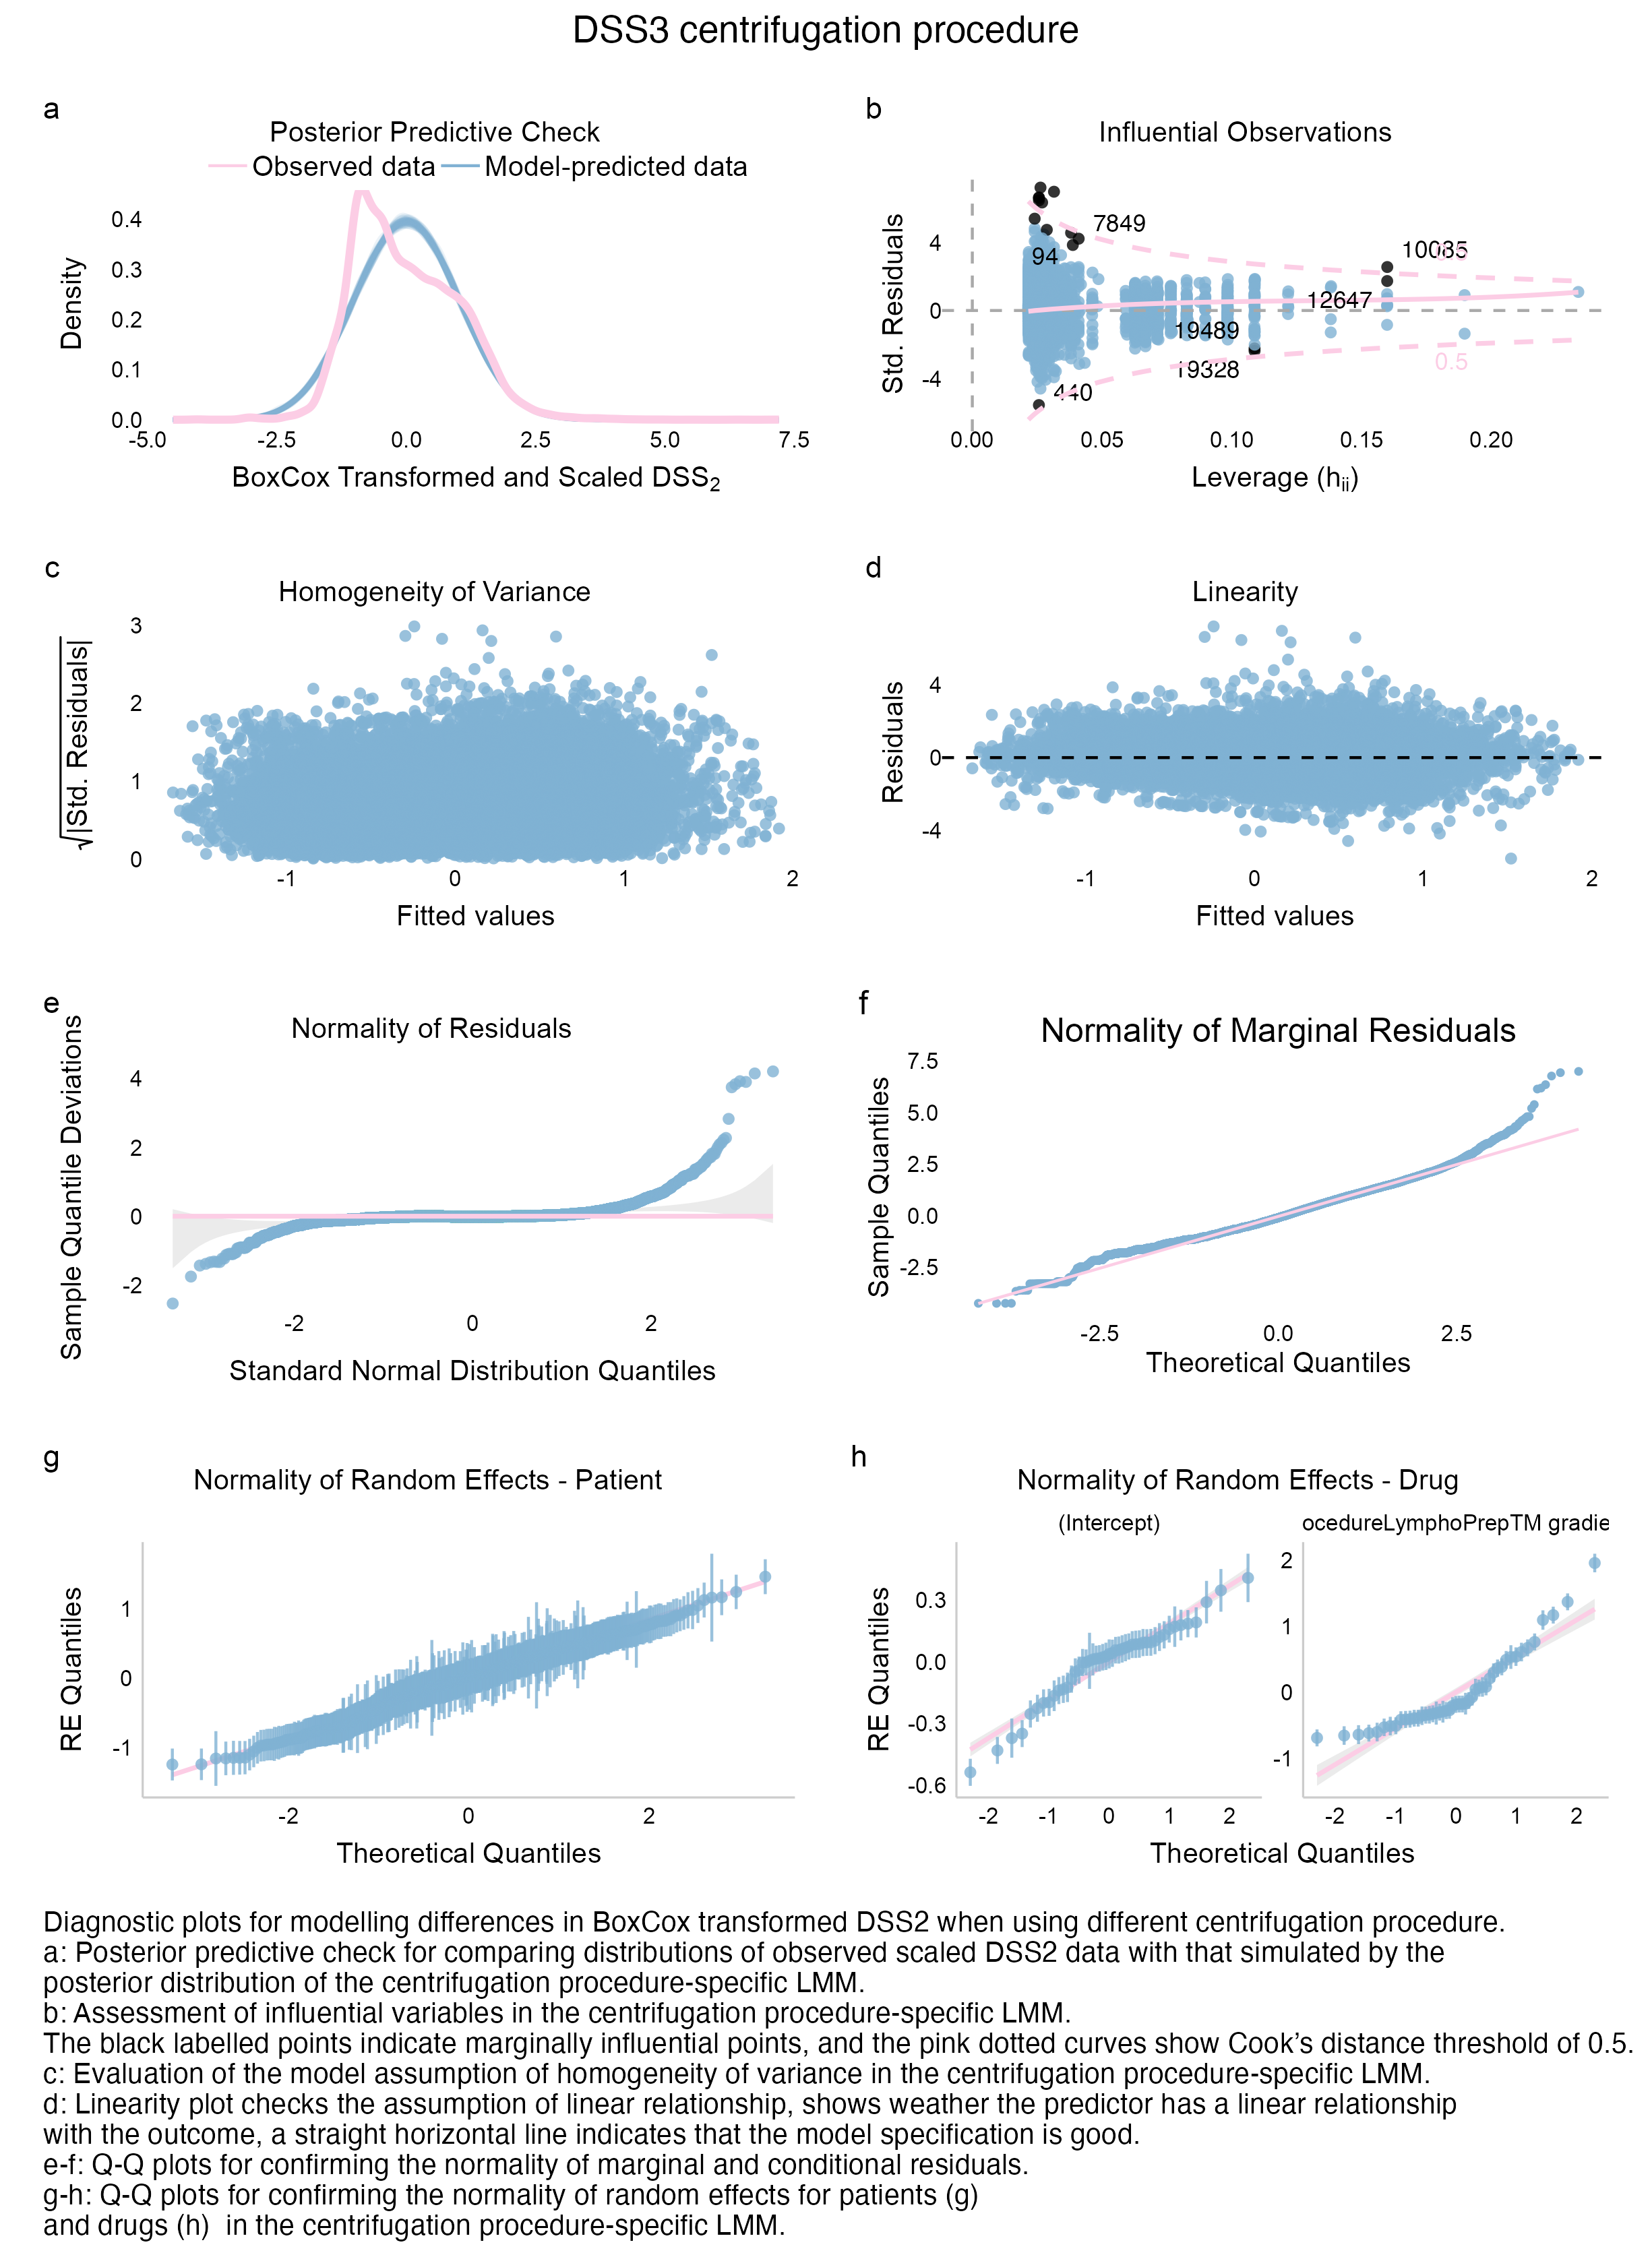 DSS3 centrifugation procedure
a
Posterior Predictive Check
Observed data
Model-predicted data
Density
0.4
0.3
0.2
0.1
0.0
-5.0
-2.5
0.0
2.5
5.0
7.5
BoxCox Transformed and Scaled DSS₂
b
Influential Observations
Std. Residuals
4
0
-4
7849
94
10085
0.5
12647
19489
19328
0.5
440
0.00
0.05
0.10
0.15
0.20
Leverage (hᵢᵢ)
c
Homogeneity of Variance
√|Std. Residuals|
3
2
1
0
-1
0
1
2
Fitted values
d
Linearity
Residuals
4
0
-4
-1
0
1
2
Fitted values
e
Normality of Residuals
Sample Quantile Deviations
4
2
0
-2
-2
0
2
Standard Normal Distribution Quantiles
f
Normality of Marginal Residuals
Sample Quantiles
7.5
5.0
2.5
0.0
-2.5
-2.5
0.0
2.5
Theoretical Quantiles
g
Normality of Random Effects - Patient
RE Quantiles
1
0
-1
-2
0
2
Theoretical Quantiles
h
Normality of Random Effects - Drug
(Intercept)
ocedureLymphoPrepTM gradie
RE Quantiles
0.3
0.0
-0.3
-0.6
-2
-1
0
1
2
2
1
0
-1
-2
-1
0
1
2
Theoretical Quantiles
Diagnostic plots for modelling differences in BoxCox transformed DSS2 when using different centrifugation procedure.
a: Posterior predictive check for comparing distributions of observed scaled DSS2 data with that simulated by the
posterior distribution of the centrifugation procedure-specific LMM.
b: Assessment of influential variables in the centrifugation procedure-specific LMM.
The black labelled points indicate marginally influential points, and the pink dotted curves show Cook’s distance threshold of 0.5.
c: Evaluation of the model assumption of homogeneity of variance in the centrifugation procedure-specific LMM.
d: Linearity plot checks the assumption of linear relationship, shows weather the predictor has a linear relationship
with the outcome, a straight horizontal line indicates that the model specification is good.
e-f: Q-Q plots for confirming the normality of marginal and conditional residuals.
g-h: Q-Q plots for confirming the normality of random effects for patients (g)
and drugs (h)  in the centrifugation procedure-specific LMM.